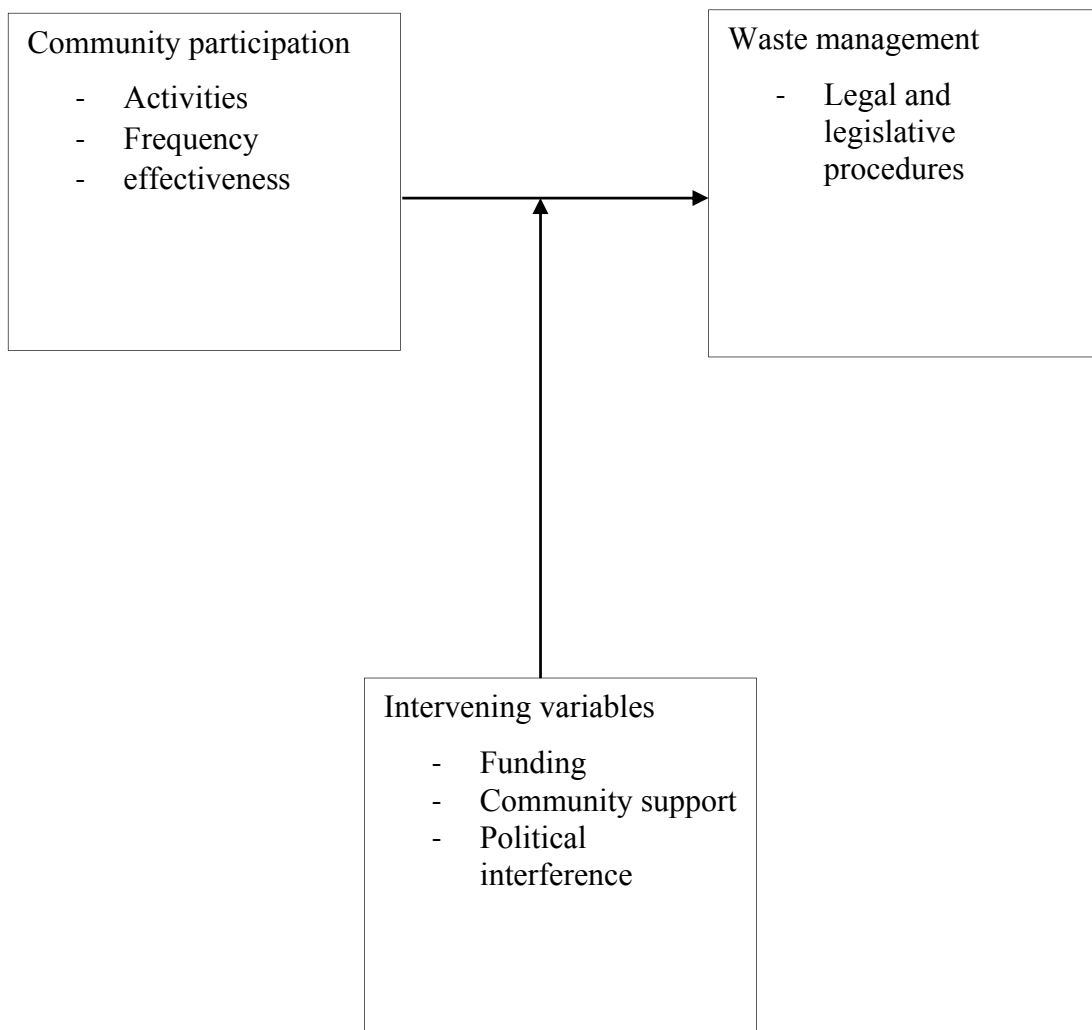 Community participation
- Activities
- Frequency
- effectiveness
Waste management
- Legal and
legislative
procedures
Intervening variables
- Funding
- Community support
- Political
interference